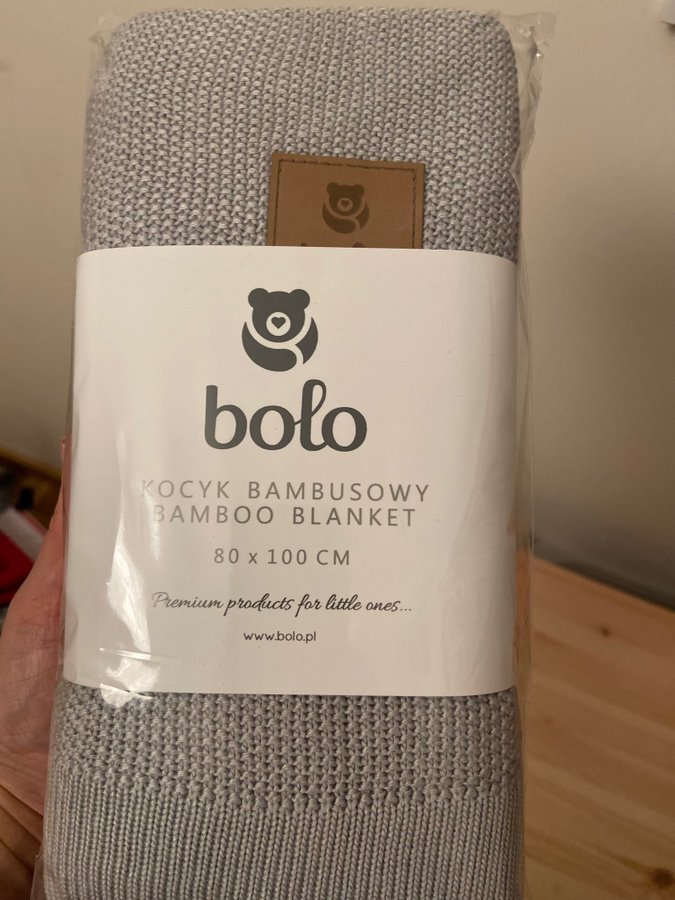 bolo
KOCYK BAMBUSOWY
BAMBOO BLANKET
80 x 100 CM
Premium products for little ones...
www.bolo.pl